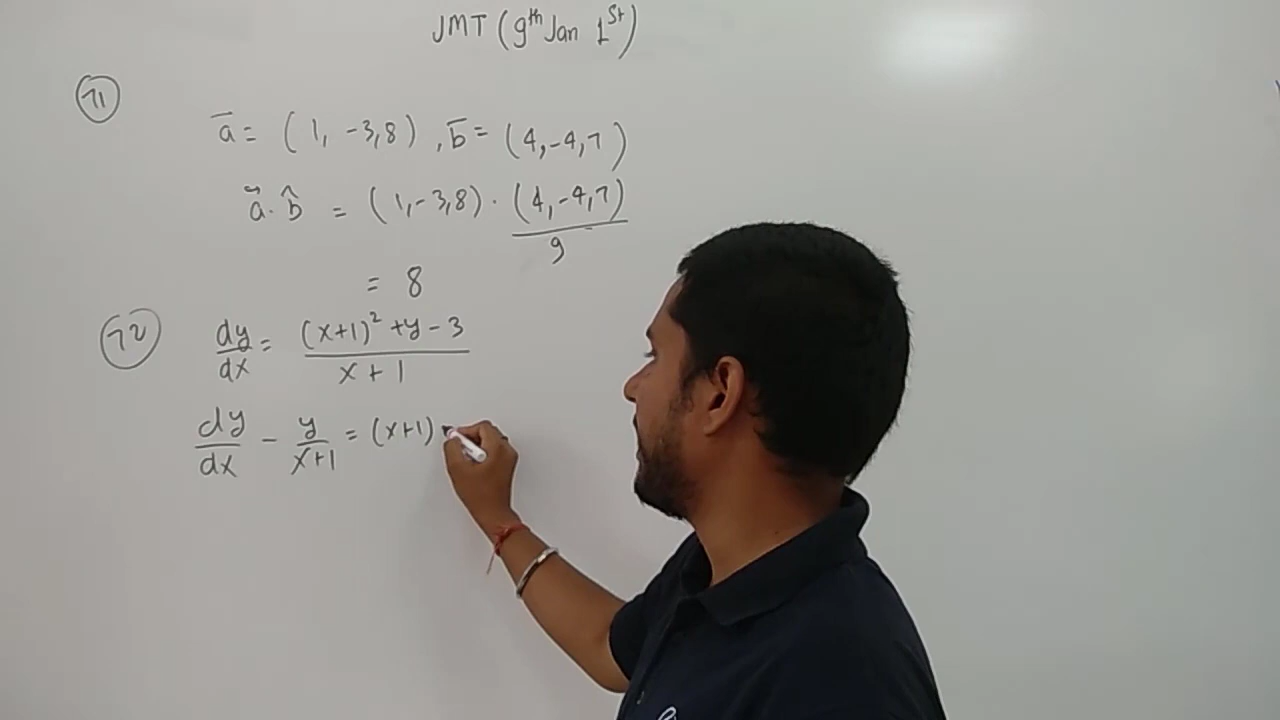 JMT (9th Jan 1st)
71
a̅ = (1, -3, 8), b̅ = (4, -4, 7)
a⃗ · b̂ = (1, -3, 8) · (4, -4, 7)/9
= 8
72 dy/dx = ((x+1)² + y - 3)/(x + 1)
dy/dx - y/(x+1) = (x+1)